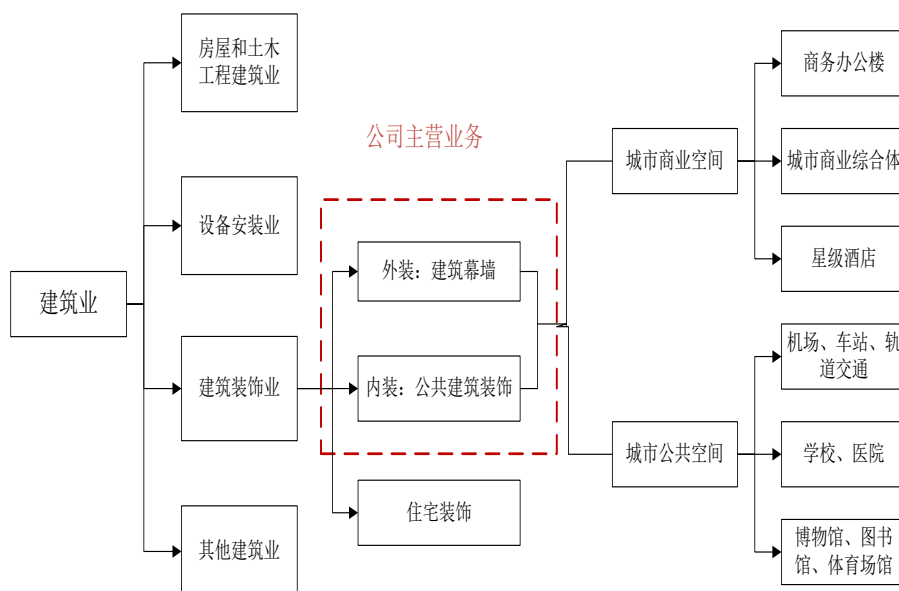 建筑业
房屋和土木
工程建筑业
设备安装业
建筑装饰业
其他建筑业
公司主营业务
外装：建筑幕墙
内装：公共建筑装饰
住宅装饰
城市商业空间
城市公共空间
商务办公楼
城市商业综合体
星级酒店
机场、车站、轨
道交通
学校、医院
博物馆、图书
馆、体育场馆